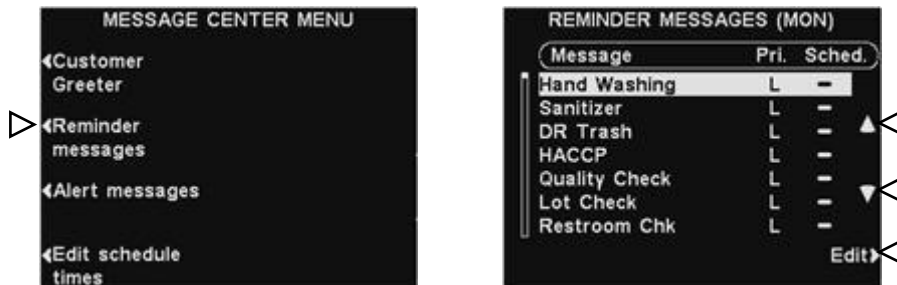 MESSAGE CENTER MENU
Customer
Greeter
Reminder
messages
Alert messages
Edit schedule
times
REMINDER MESSAGES (MON)
Message Pri. Sched.
Hand Washing L –
Sanitizer L –
DR Trash L –
HACCP L –
Quality Check L –
Lot Check L –
Restroom Chk L –
Edit